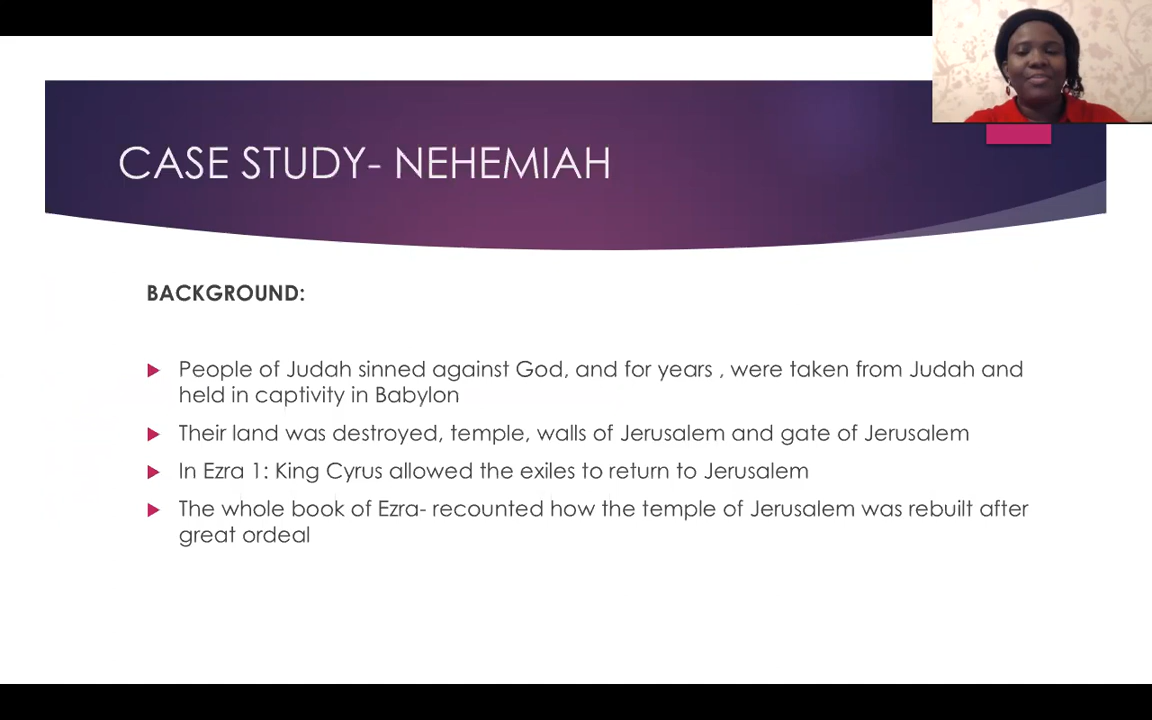 CASE STUDY- NEHEMIAH
BACKGROUND:
People of Judah sinned against God, and for years , were taken from Judah and
held in captivity in Babylon
Their land was destroyed, temple, walls of Jerusalem and gate of Jerusalem
In Ezra 1: King Cyrus allowed the exiles to return to Jerusalem
The whole book of Ezra- recounted how the temple of Jerusalem was rebuilt after
great ordeal